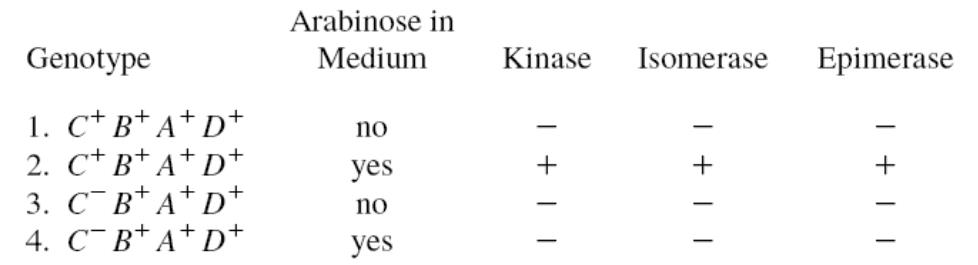 Arabinose in
Genotype Medium Kinase Isomerase Epimerase
1. C⁺ B⁺ A⁺ D⁺ no − − −
2. C⁺ B⁺ A⁺ D⁺ yes + + +
3. C⁻ B⁺ A⁺ D⁺ no − − −
4. C⁻ B⁺ A⁺ D⁺ yes − − −